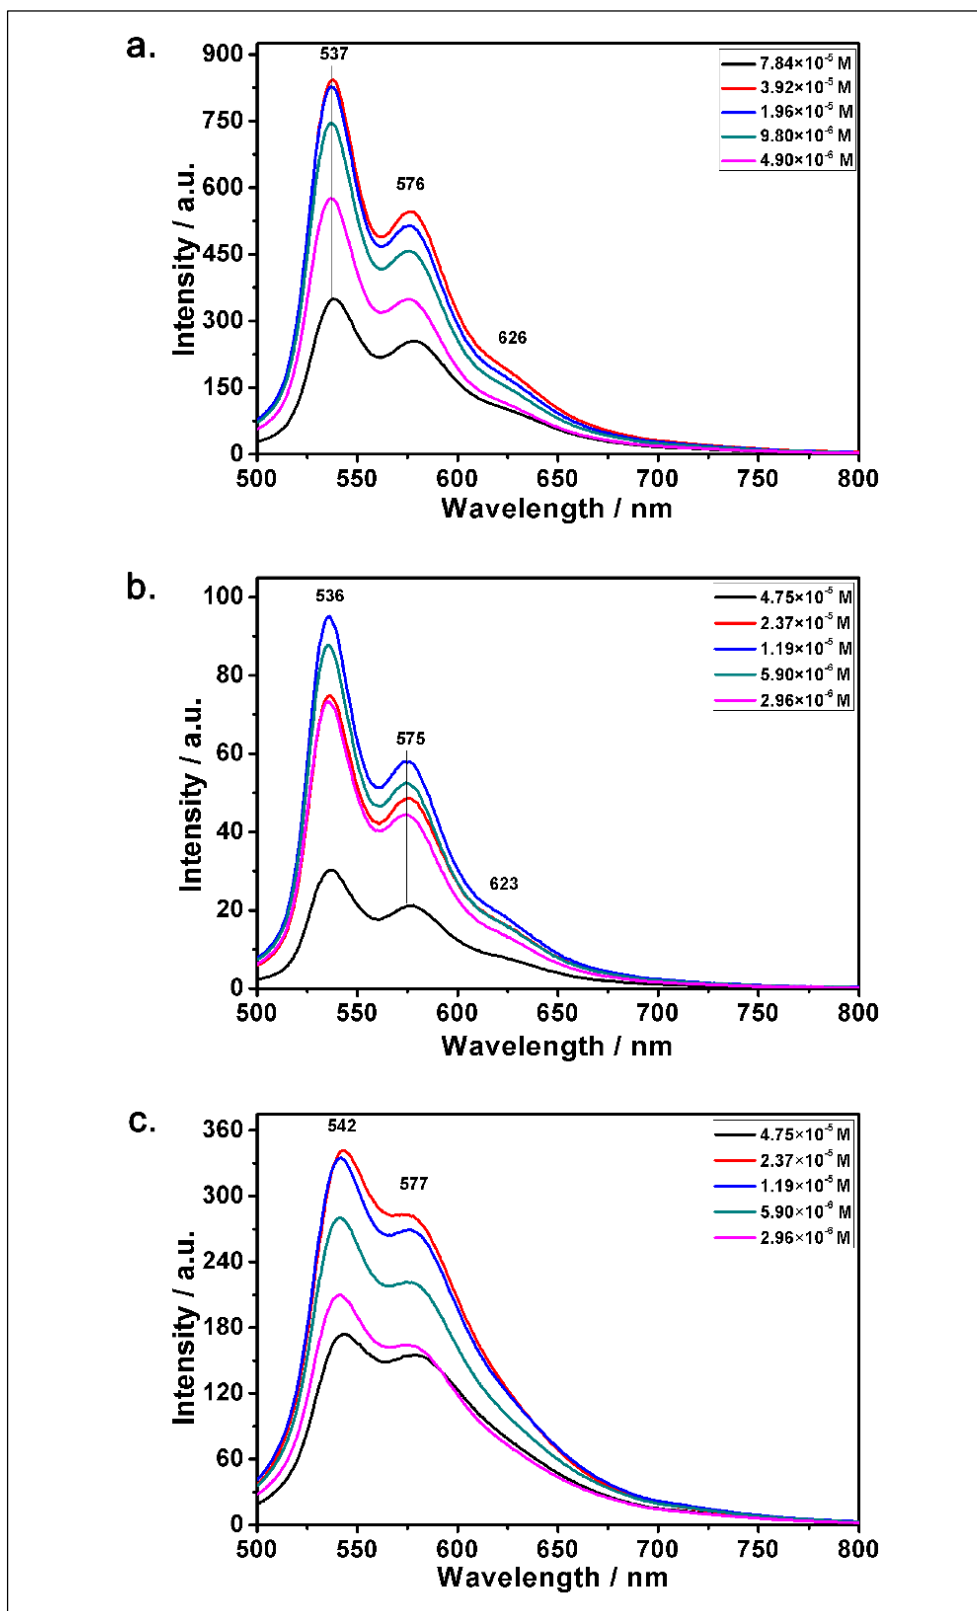 a.
537
576
626
7.84×10⁻⁵ M
3.92×10⁻⁵ M
1.96×10⁻⁵ M
9.80×10⁻⁶ M
4.90×10⁻⁶ M
900
750
600
450
300
150
0
Intensity / a.u.
500 550 600 650 700 750 800
Wavelength / nm
b.
536
575
623
4.75×10⁻⁵ M
2.37×10⁻⁵ M
1.19×10⁻⁵ M
5.90×10⁻⁶ M
2.96×10⁻⁶ M
100
80
60
40
20
0
Intensity / a.u.
500 550 600 650 700 750 800
Wavelength / nm
c.
542
577
4.75×10⁻⁵ M
2.37×10⁻⁵ M
1.19×10⁻⁵ M
5.90×10⁻⁶ M
2.96×10⁻⁶ M
360
300
240
180
120
60
0
Intensity / a.u.
500 550 600 650 700 750 800
Wavelength / nm